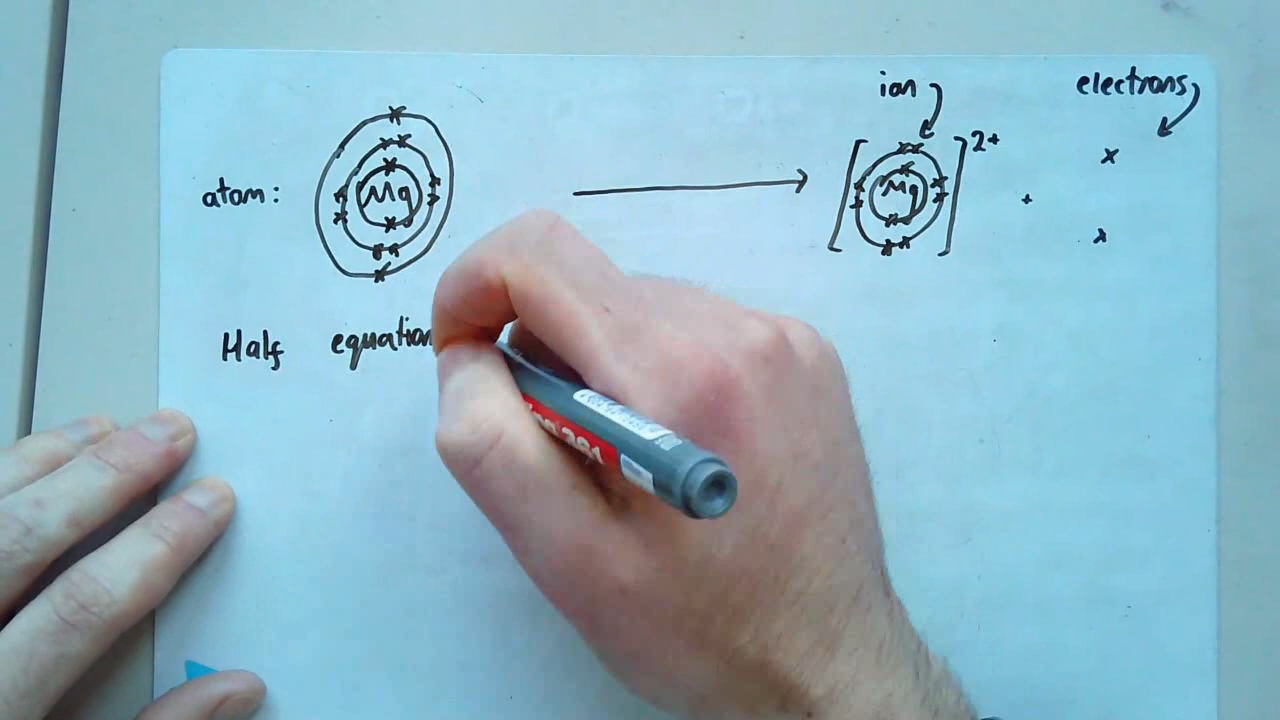 ion electrons
atom: Mg Mg 2+ +
Half equation